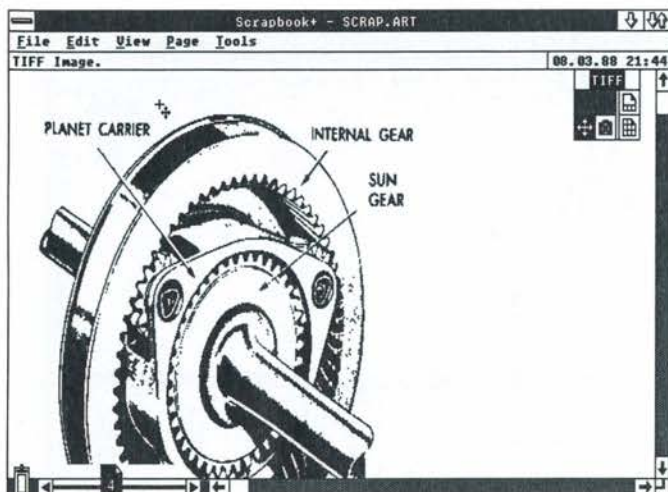 Scrapbook+ - SCRAP.ART
File Edit View Page Tools
TIFF Image. 08.03.88 21:44
TIFF
PLANET CARRIER
INTERNAL GEAR
SUN
GEAR
4